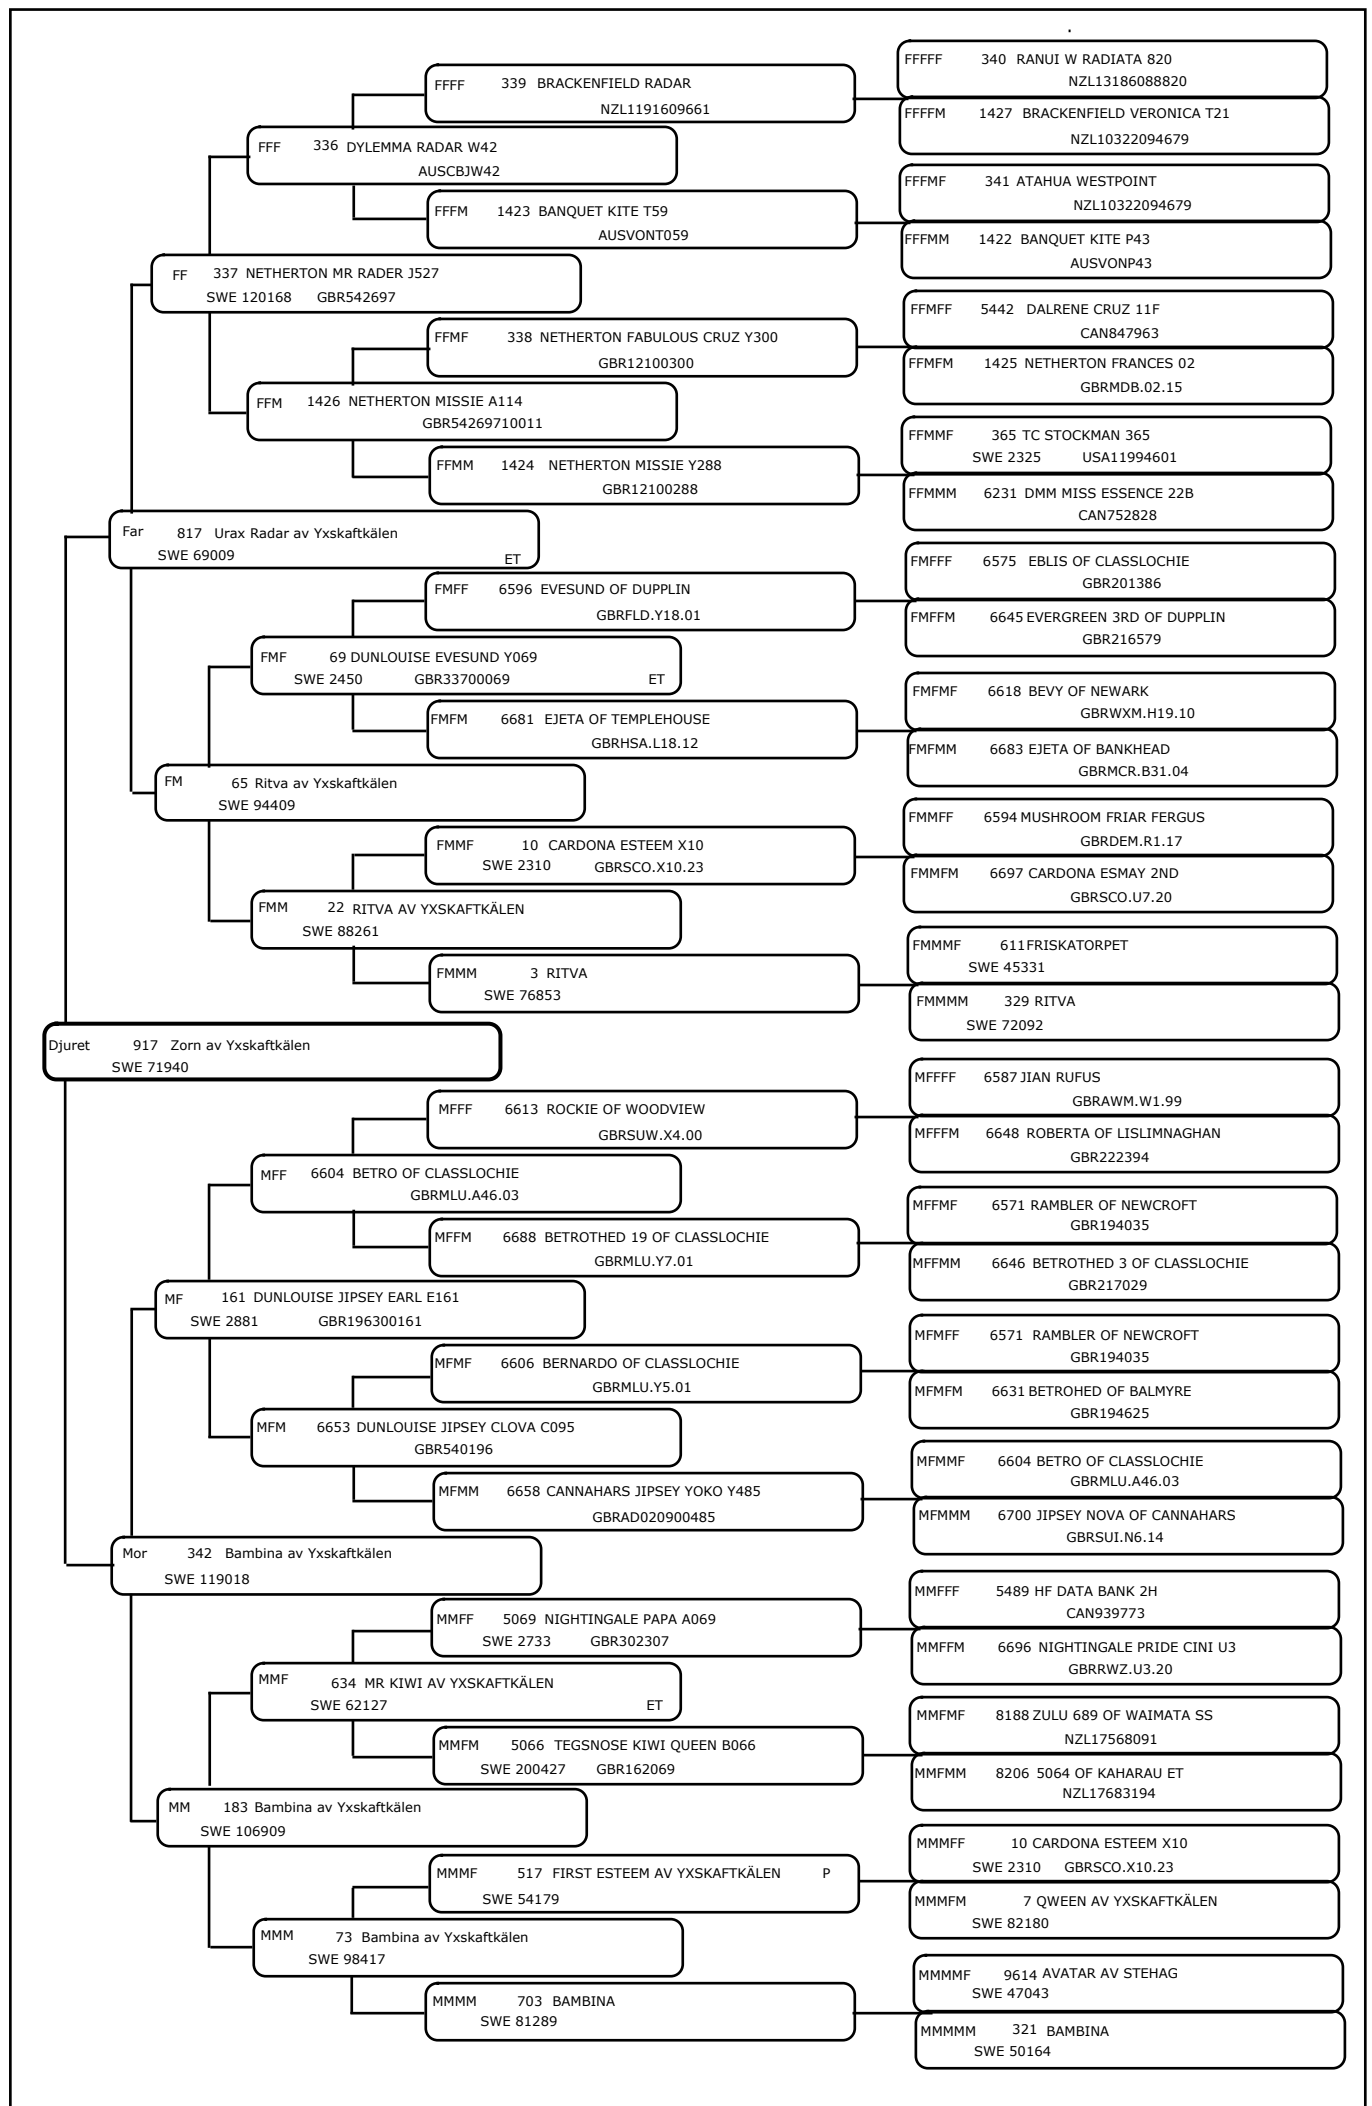 FFFFF 340 RANUI W RADIATA 820
NZL13186088820
FFFF 339 BRACKENFIELD RADAR
NZL1191609661
FFFFM 1427 BRACKENFIELD VERONICA T21
NZL10322094679
FFF 336 DYLEMMA RADAR W42
AUSCBJW42
FFFMF 341 ATAHUA WESTPOINT
NZL10322094679
FFFM 1423 BANQUET KITE T59
AUSVONT059
FFFMM 1422 BANQUET KITE P43
AUSVONP43
FF 337 NETHERTON MR RADER J527
SWE 120168 GBR542697
FFMFF 5442 DALRENE CRUZ 11F
CAN847963
FFMF 338 NETHERTON FABULOUS CRUZ Y300
GBR12100300
FFMFM 1425 NETHERTON FRANCES 02
GBRMDB.02.15
FFM 1426 NETHERTON MISSIE A114
GBR54269710011
FFMMF 365 TC STOCKMAN 365
SWE 2325 USA11994601
FFMM 1424 NETHERTON MISSIE Y288
GBR12100288
FFMMM 6231 DMM MISS ESSENCE 22B
CAN752828
Far 817 Urax Radar av Yxskaftkälen
SWE 69009 ET
FMFFF 6575 EBLIS OF CLASSLOCHIE
GBR201386
FMFF 6596 EVESUND OF DUPPLIN
GBRFLD.Y18.01
FMFFM 6645 EVERGREEN 3RD OF DUPPLIN
GBR216579
FMF 69 DUNLOUISE EVESUND Y069
SWE 2450 GBR33700069 ET
FMFMF 6618 BEVY OF NEWARK
GBRWXM.H19.10
FMFM 6681 EJETA OF TEMPLEHOUSE
GBRHSA.L18.12
FMFMM 6683 EJETA OF BANKHEAD
GBRMCR.B31.04
FM 65 Ritva av Yxskaftkälen
SWE 94409
FMMFF 6594 MUSHROOM FRIAR FERGUS
GBRDEM.R1.17
FMMF 10 CARDONA ESTEEM X10
SWE 2310 GBRSCO.X10.23
FMMFM 6697 CARDONA ESMAY 2ND
GBRSCO.U7.20
FMM 22 RITVA AV YXSKAFTKÄLEN
SWE 88261
FMMMF 611 FRISKATORPET
SWE 45331
FMMM 3 RITVA
SWE 76853
FMMMM 329 RITVA
SWE 72092
Djuret 917 Zorn av Yxskaftkälen
SWE 71940
MFFFF 6587 JIAN RUFUS
GBRAWM.W1.99
MFFF 6613 ROCKIE OF WOODVIEW
GBRSUW.X4.00
MFFFM 6648 ROBERTA OF LISLIMNAGHAN
GBR222394
MFF 6604 BETRO OF CLASSLOCHIE
GBRMLU.A46.03
MFFMF 6571 RAMBLER OF NEWCROFT
GBR194035
MFFM 6688 BETROTHED 19 OF CLASSLOCHIE
GBRMLU.Y7.01
MFFMM 6646 BETROTHED 3 OF CLASSLOCHIE
GBR217029
MF 161 DUNLOUISE JIPSEY EARL E161
SWE 2881 GBR196300161
MFMFF 6571 RAMBLER OF NEWCROFT
GBR194035
MFMF 6606 BERNARDO OF CLASSLOCHIE
GBRMLU.Y5.01
MFMFM 6631 BETROHED OF BALMYRE
GBR194625
MFM 6653 DUNLOUISE JIPSEY CLOVA C095
GBR540196
MFMMF 6604 BETRO OF CLASSLOCHIE
GBRMLU.A46.03
MFMM 6658 CANNAHARS JIPSEY YOKO Y485
GBRAD020900485
MFMMM 6700 JIPSEY NOVA OF CANNAHARS
GBRSUI.N6.14
Mor 342 Bambina av Yxskaftkälen
SWE 119018
MMFFF 5489 HF DATA BANK 2H
CAN939773
MMFF 5069 NIGHTINGALE PAPA A069
SWE 2733 GBR302307
MMFFM 6696 NIGHTINGALE PRIDE CINI U3
GBRRWZ.U3.20
MMF 634 MR KIWI AV YXSKAFTKÄLEN
SWE 62127 ET
MMFMF 8188 ZULU 689 OF WAIMATA SS
NZL17568091
MMFM 5066 TEGSNOSE KIWI QUEEN B066
SWE 200427 GBR162069
MMFMM 8206 5064 OF KAHARAU ET
NZL17683194
MM 183 Bambina av Yxskaftkälen
SWE 106909
MMMFF 10 CARDONA ESTEEM X10
SWE 2310 GBRSCO.X10.23
MMMF 517 FIRST ESTEEM AV YXSKAFTKÄLEN P
SWE 54179
MMMFM 7 QWEEN AV YXSKAFTKÄLEN
SWE 82180
MMM 73 Bambina av Yxskaftkälen
SWE 98417
MMMMF 9614 AVATAR AV STEHAG
SWE 47043
MMMM 703 BAMBINA
SWE 81289
MMMMM 321 BAMBINA
SWE 50164